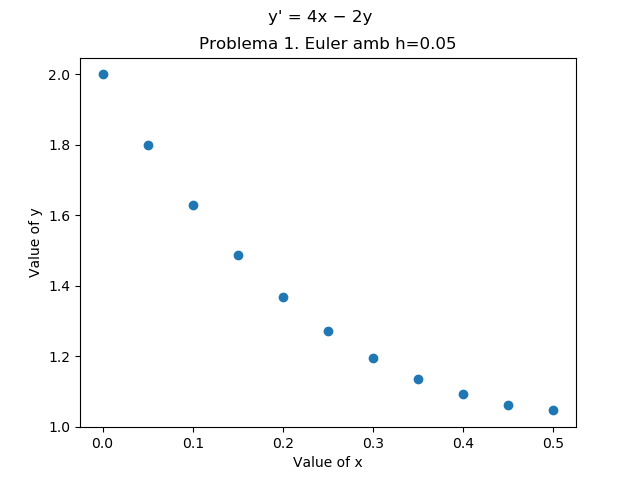 y' = 4x − 2y
Problema 1. Euler amb h=0.05
2.0
1.8
1.6
1.4
1.2
1.0
Value of y
0.0 0.1 0.2 0.3 0.4 0.5
Value of x